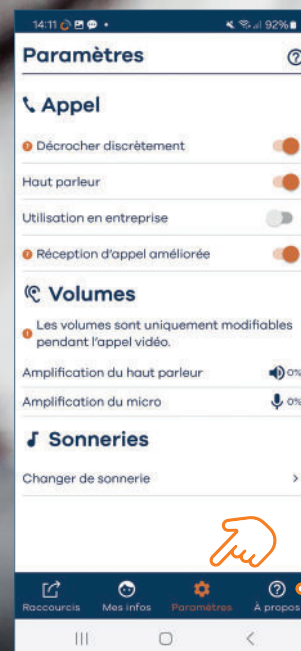 14:11 92%
Paramètres
Appel
Décrocher discrètement
Haut parleur
Utilisation en entreprise
Réception d'appel améliorée
Volumes
Les volumes sont uniquement modifiables
pendant l'appel vidéo.
Amplification du haut parleur 0%
Amplification du micro 0%
Sonneries
Changer de sonnerie
Raccourcis Mes infos Paramètres À propos